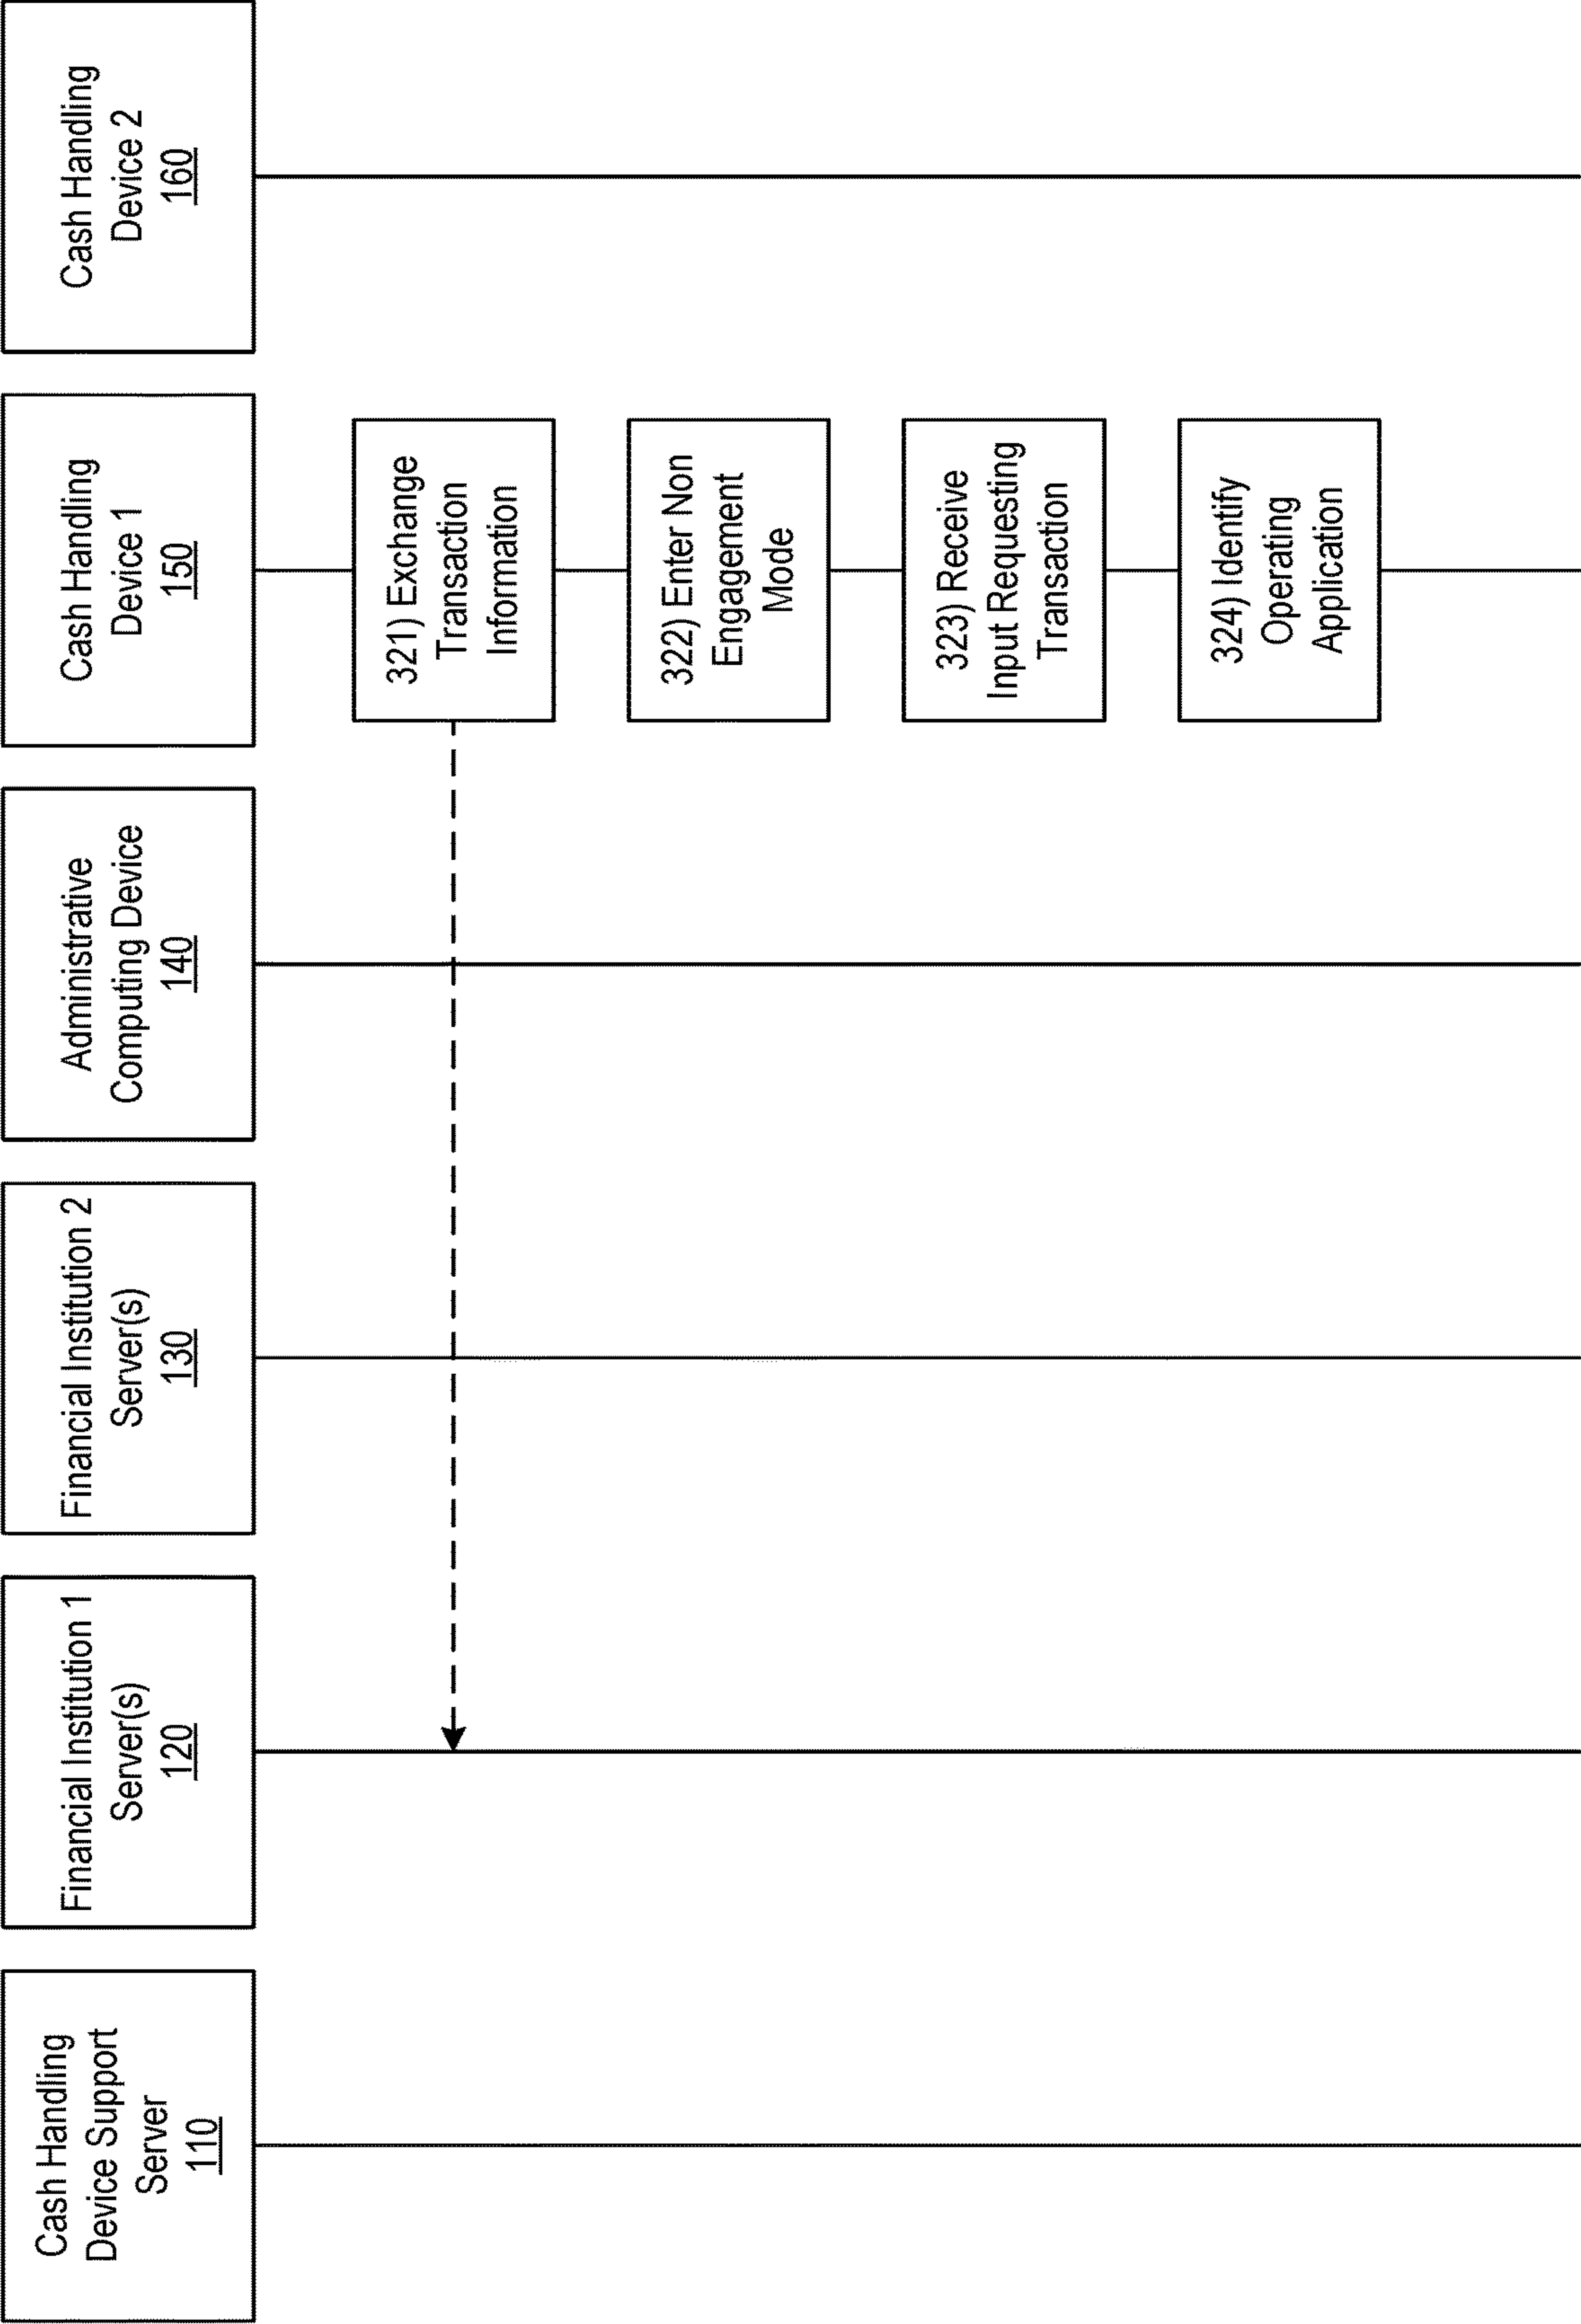 Cash Handling
Device Support
Server
110
Financial Institution 1
Server(s)
120
Financial Institution 2
Server(s)
130
Administrative
Computing Device
140
Cash Handling
Device 1
150
Cash Handling
Device 2
160
321) Exchange
Transaction
Information
322) Enter Non
Engagement
Mode
323) Receive
Input Requesting
Transaction
324) Identify
Operating
Application